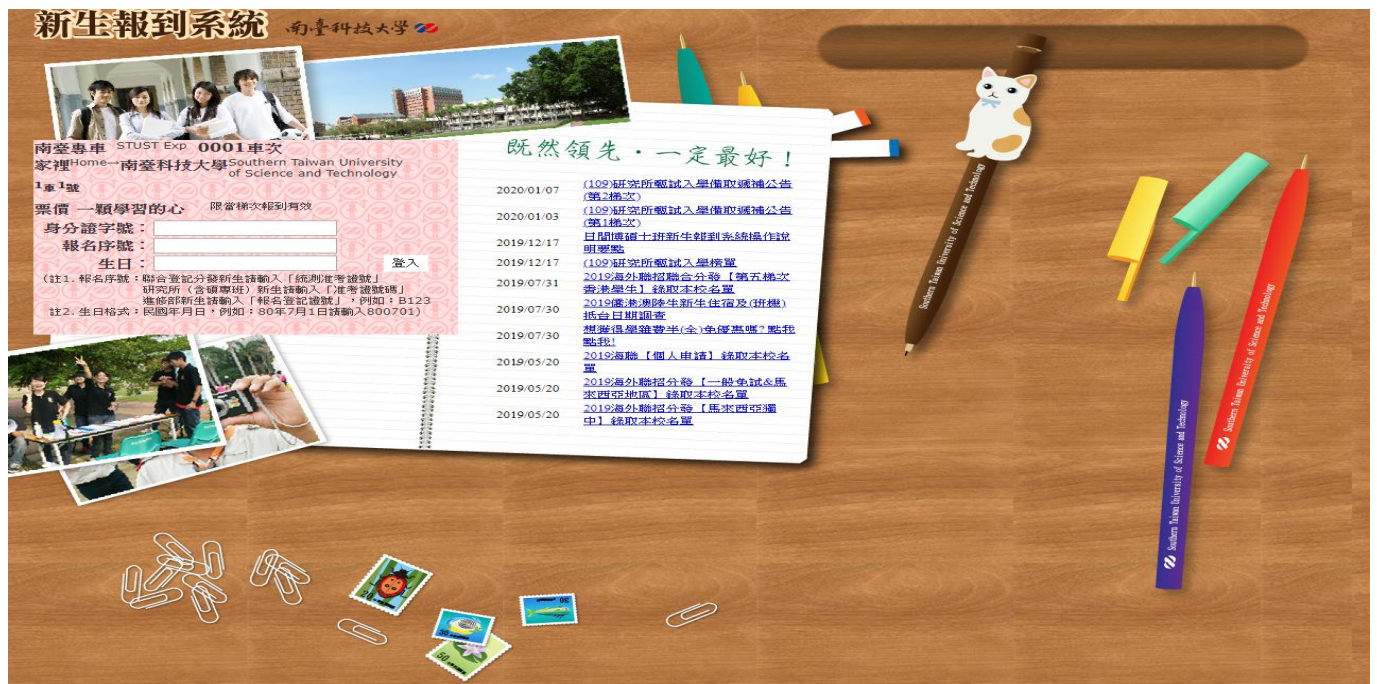 新生報到系統 南臺科技大學
南臺專車 STUST Exp 0001車次
家裡Home→南臺科技大學Southern Taiwan University of Science and Technology
1車1號
票價 一顆學習的心 限當梯次報到有效
身分證字號：
報名序號：
生日：
登入
(註1. 報名序號：聯合登記分發新生請輸入「統測准考證號」
研究所（含碩專班）新生請輸入「准考證號碼」
進修部新生請輸入「報名登記證號」，例如：B123
註2. 生日格式：民國年月日，例如：80年7月1日請輸入800701)
既然領先・一定最好！
2020/01/07 (109)研究所甄試入學備取遞補公告
(第2梯次)
2020/01/03 (109)研究所甄試入學備取遞補公告
(第1梯次)
2019/12/17 日間博碩士班新生報到系統操作說
明要點
2019/12/17 (109)研究所甄試入學榜單
2019/07/31 2019海外聯招聯合分發【第五梯次
香港學生】錄取本校名單
2019/07/30 2019僑港澳陸生新生住宿及(班機)
抵台日期調查
2019/07/30 想獲得學雜費半(全)免優惠嗎?點我
點我!
2019/05/20 2019海聯【個人申請】錄取本校名
單
2019/05/20 2019海外聯招分發【一般免試&馬
來西亞地區】錄取本校名單
2019/05/20 2019海外聯招分發【馬來西亞獨
中】錄取本校名單
Southern Taiwan University of Science and Technology
Southern Taiwan University of Science and Technology
Southern Taiwan University of Science and Technology
20
30
30
50